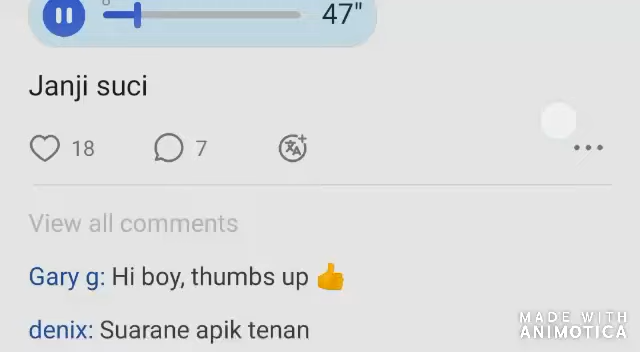 47"
Janji suci
18
7
View all comments
Gary g: Hi boy, thumbs up 👍
denix: Suarane apik tenan
MADE WITH
ANIMOTICA